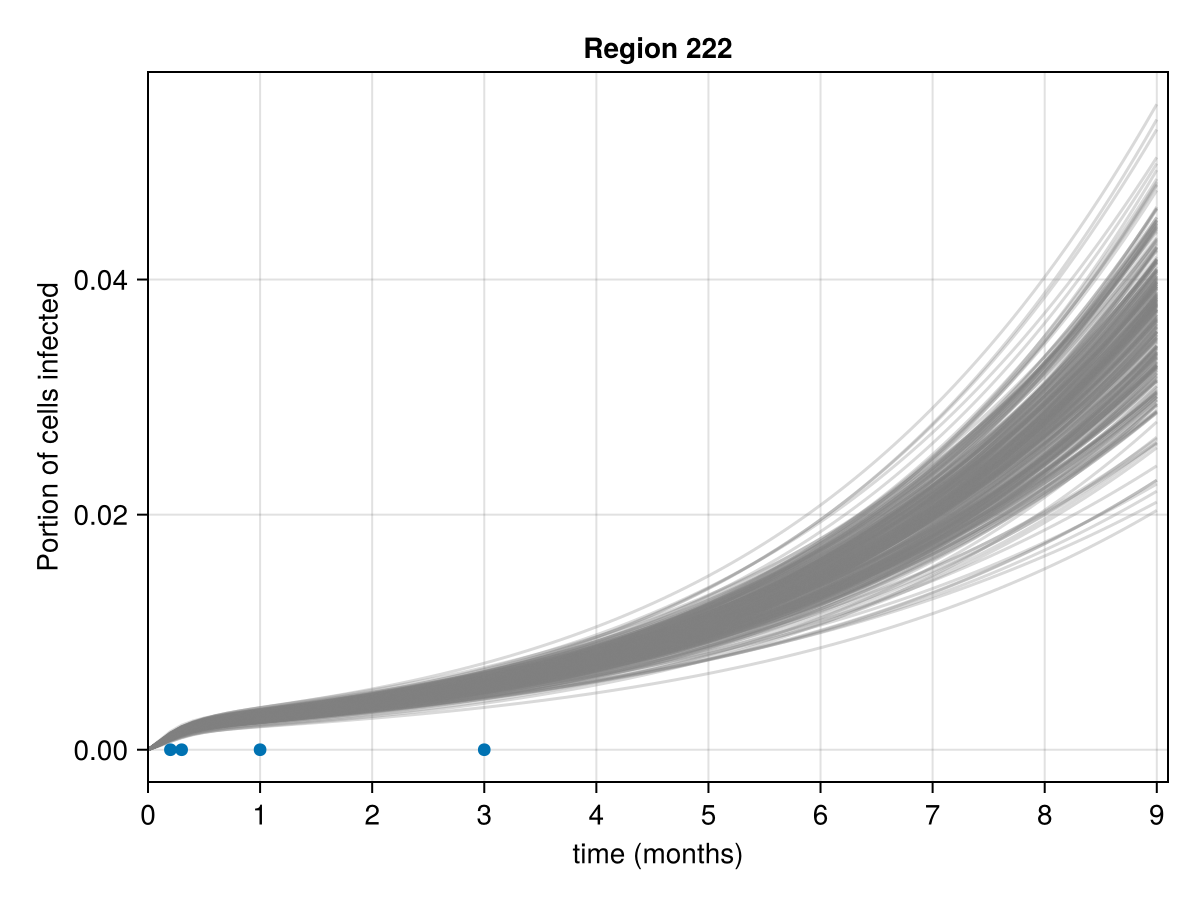 Region 222
Portion of cells infected
0.04
0.02
0.00
0 1 2 3 4 5 6 7 8 9
time (months)